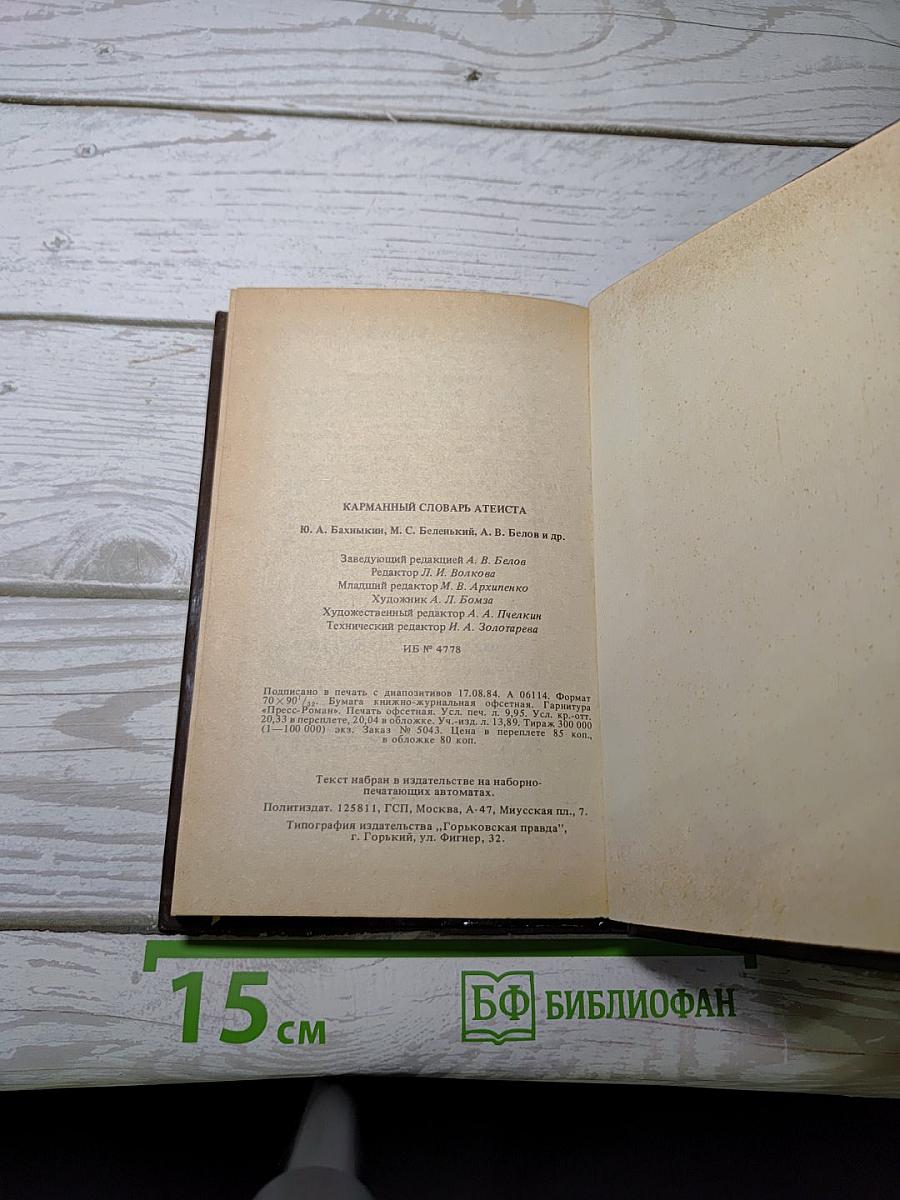 КАРМАННЫЙ СЛОВАРЬ АТЕИСТА
Ю. А. Бахныкин, М. С. Беленький, А. В. Белов и др.
Заведующий редакцией А. В. Белов
Редактор Л. И. Волкова
Младший редактор М. В. Архипенко
Художник А. Л. Бомза
Художественный редактор А. А. Пчелкин
Технический редактор И. А. Золотарева
ИБ № 4778
Подписано в печать с диапозитивов 17.08.84. А 06114. Формат
70×90¹/₃₂. Бумага книжно-журнальная офсетная. Гарнитура
«Пресс-Роман». Печать офсетная. Усл. печ. л. 9,95. Усл. кр.-отт.
20,33 в переплете, 20,04 в обложке. Уч.-изд. л. 13,89. Тираж 300 000
(1—100 000) экз. Заказ № 5043. Цена в переплете 85 коп.,
в обложке 80 коп.
Текст набран в издательстве на наборно-
печатающих автоматах.
Политиздат. 125811, ГСП, Москва, А-47, Миусская пл., 7.
Типография издательства „Горьковская правда",
г. Горький, ул. Фигнер, 32.
15 см
БФ БИБЛИОФАН